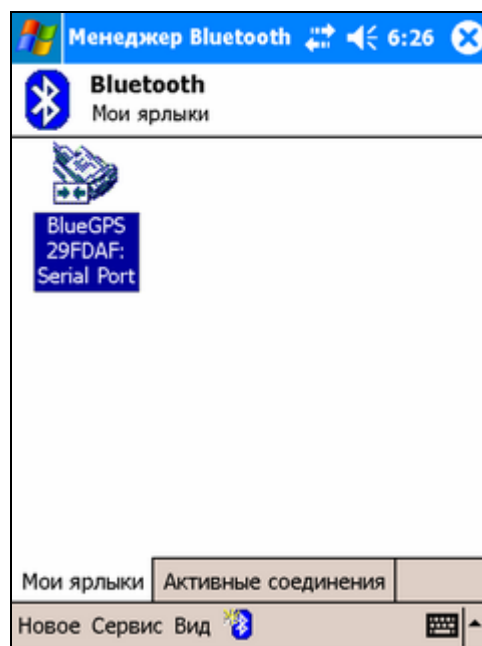 Менеджер Bluetooth 6:26
Bluetooth
Мои ярлыки
BlueGPS
29FDAF:
Serial Port
Мои ярлыки Активные соединения
Новое Сервис Вид